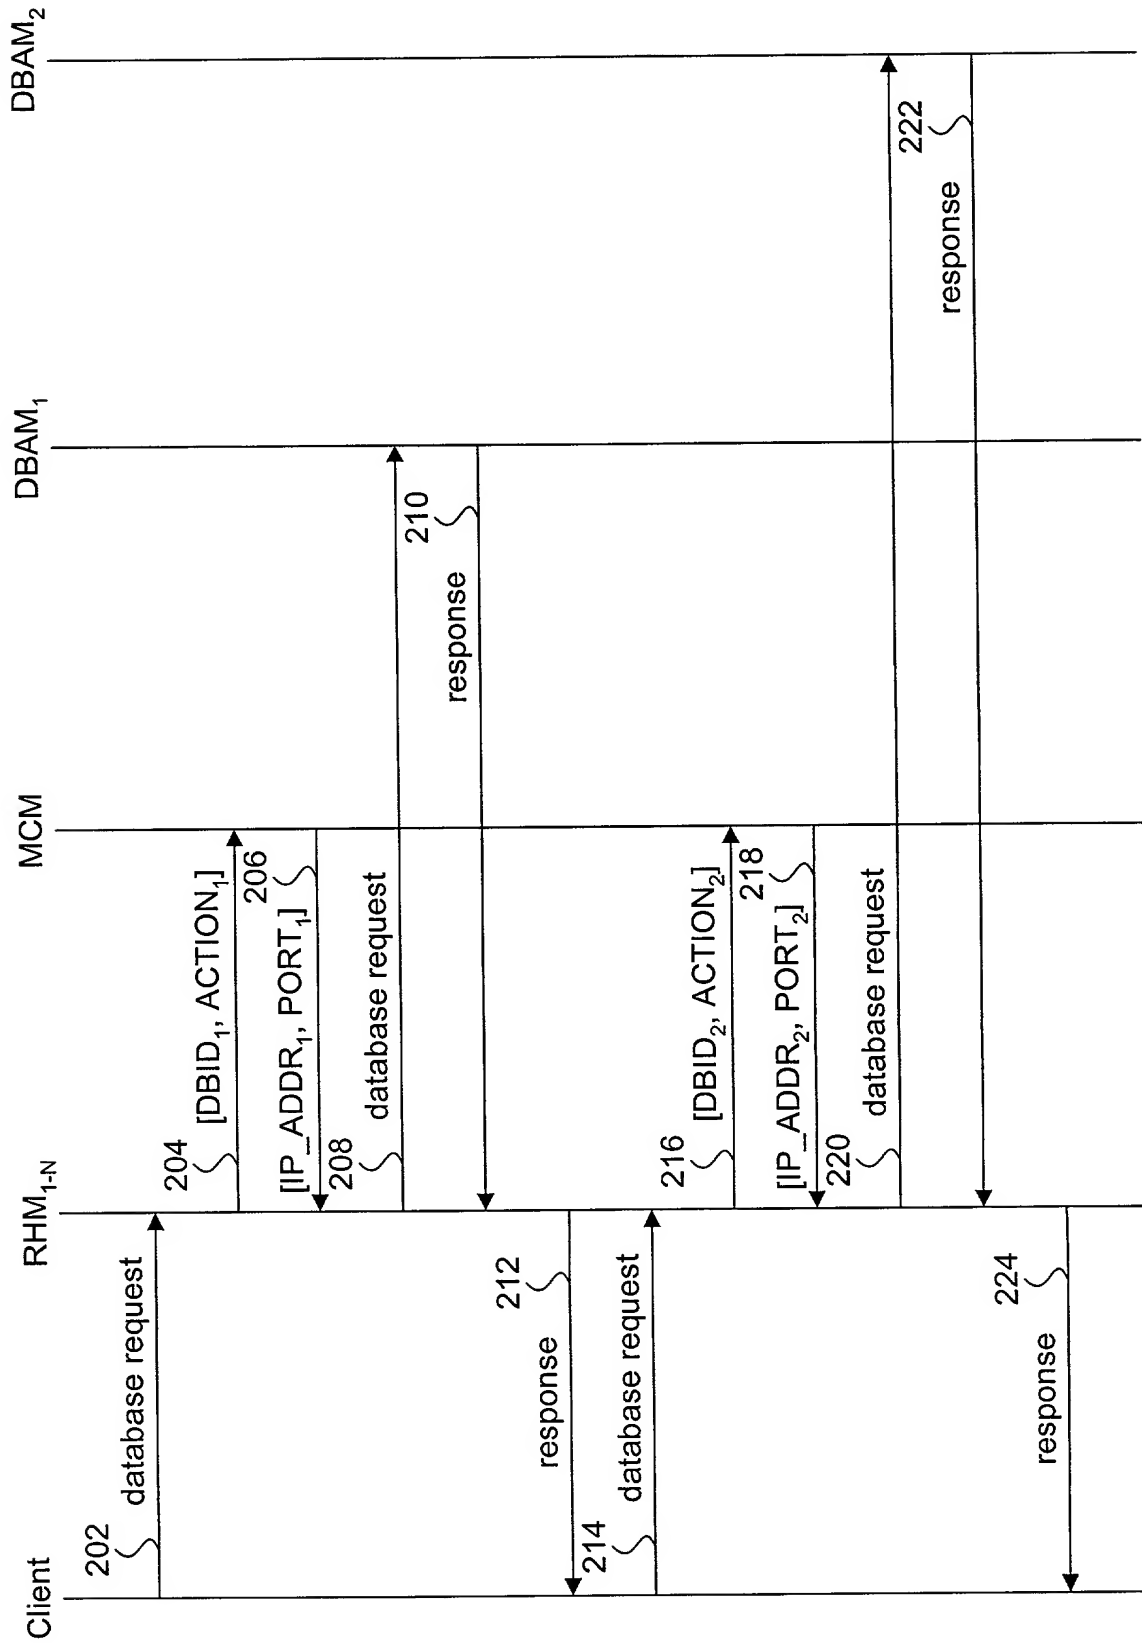 Client
RHM1-N
MCM
DBAM1
DBAM2
202
database request
204
[DBID1, ACTION1]
206
[IP_ADDR1, PORT1]
208
database request
210
response
212
response
214
database request
216
[DBID2, ACTION2]
218
[IP_ADDR2, PORT2]
220
database request
222
response
224
response